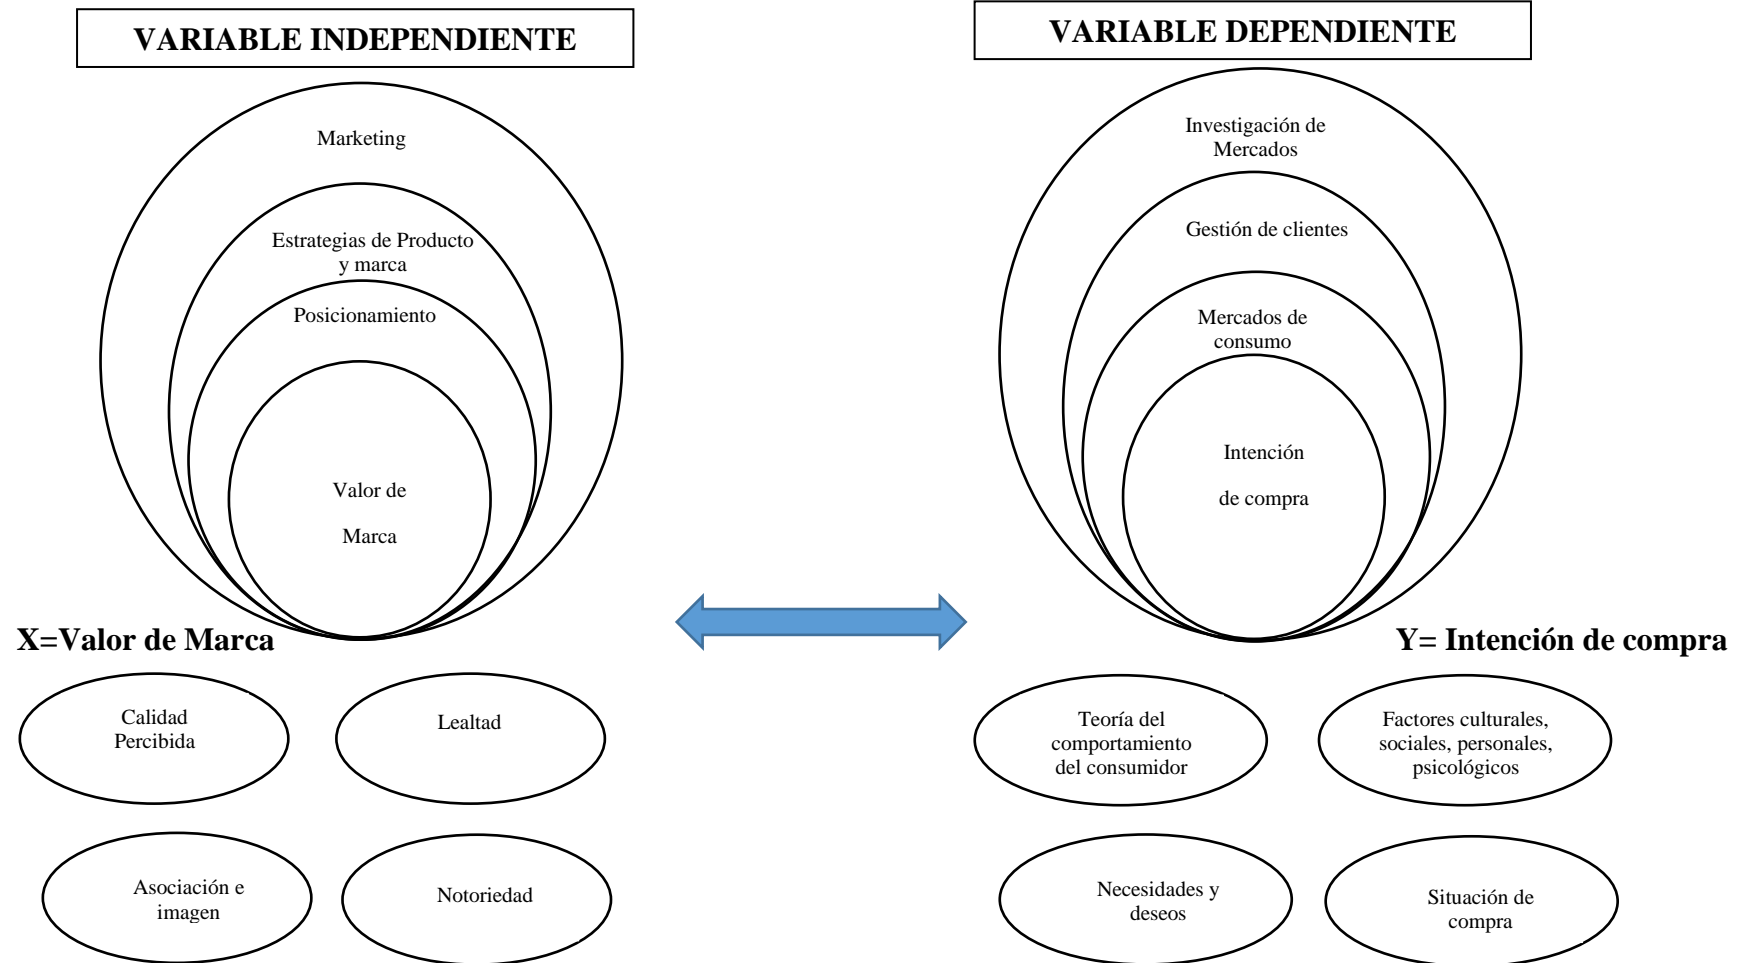 VARIABLE INDEPENDIENTE
Marketing
Estrategias de Producto
y marca
Posicionamiento
Valor de
Marca
X=Valor de Marca
Calidad
Percibida
Lealtad
Asociación e
imagen
Notoriedad
VARIABLE DEPENDIENTE
Investigación de
Mercados
Gestión de clientes
Mercados de
consumo
Intención
de compra
Y= Intención de compra
Teoría del
comportamiento
del consumidor
Factores culturales,
sociales, personales,
psicológicos
Necesidades y
deseos
Situación de
compra